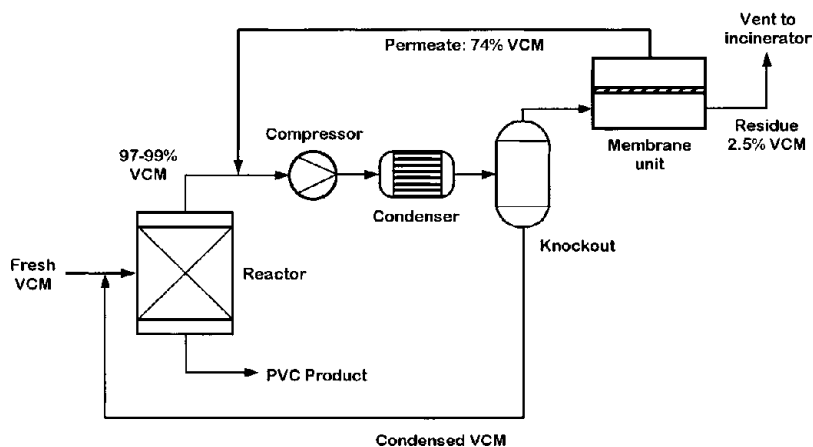 Permeate: 74% VCM
Vent to
incinerator
Compressor
97-99%
VCM
Membrane
unit
Residue
2.5% VCM
Condenser
Knockout
Fresh
VCM
Reactor
PVC Product
Condensed VCM